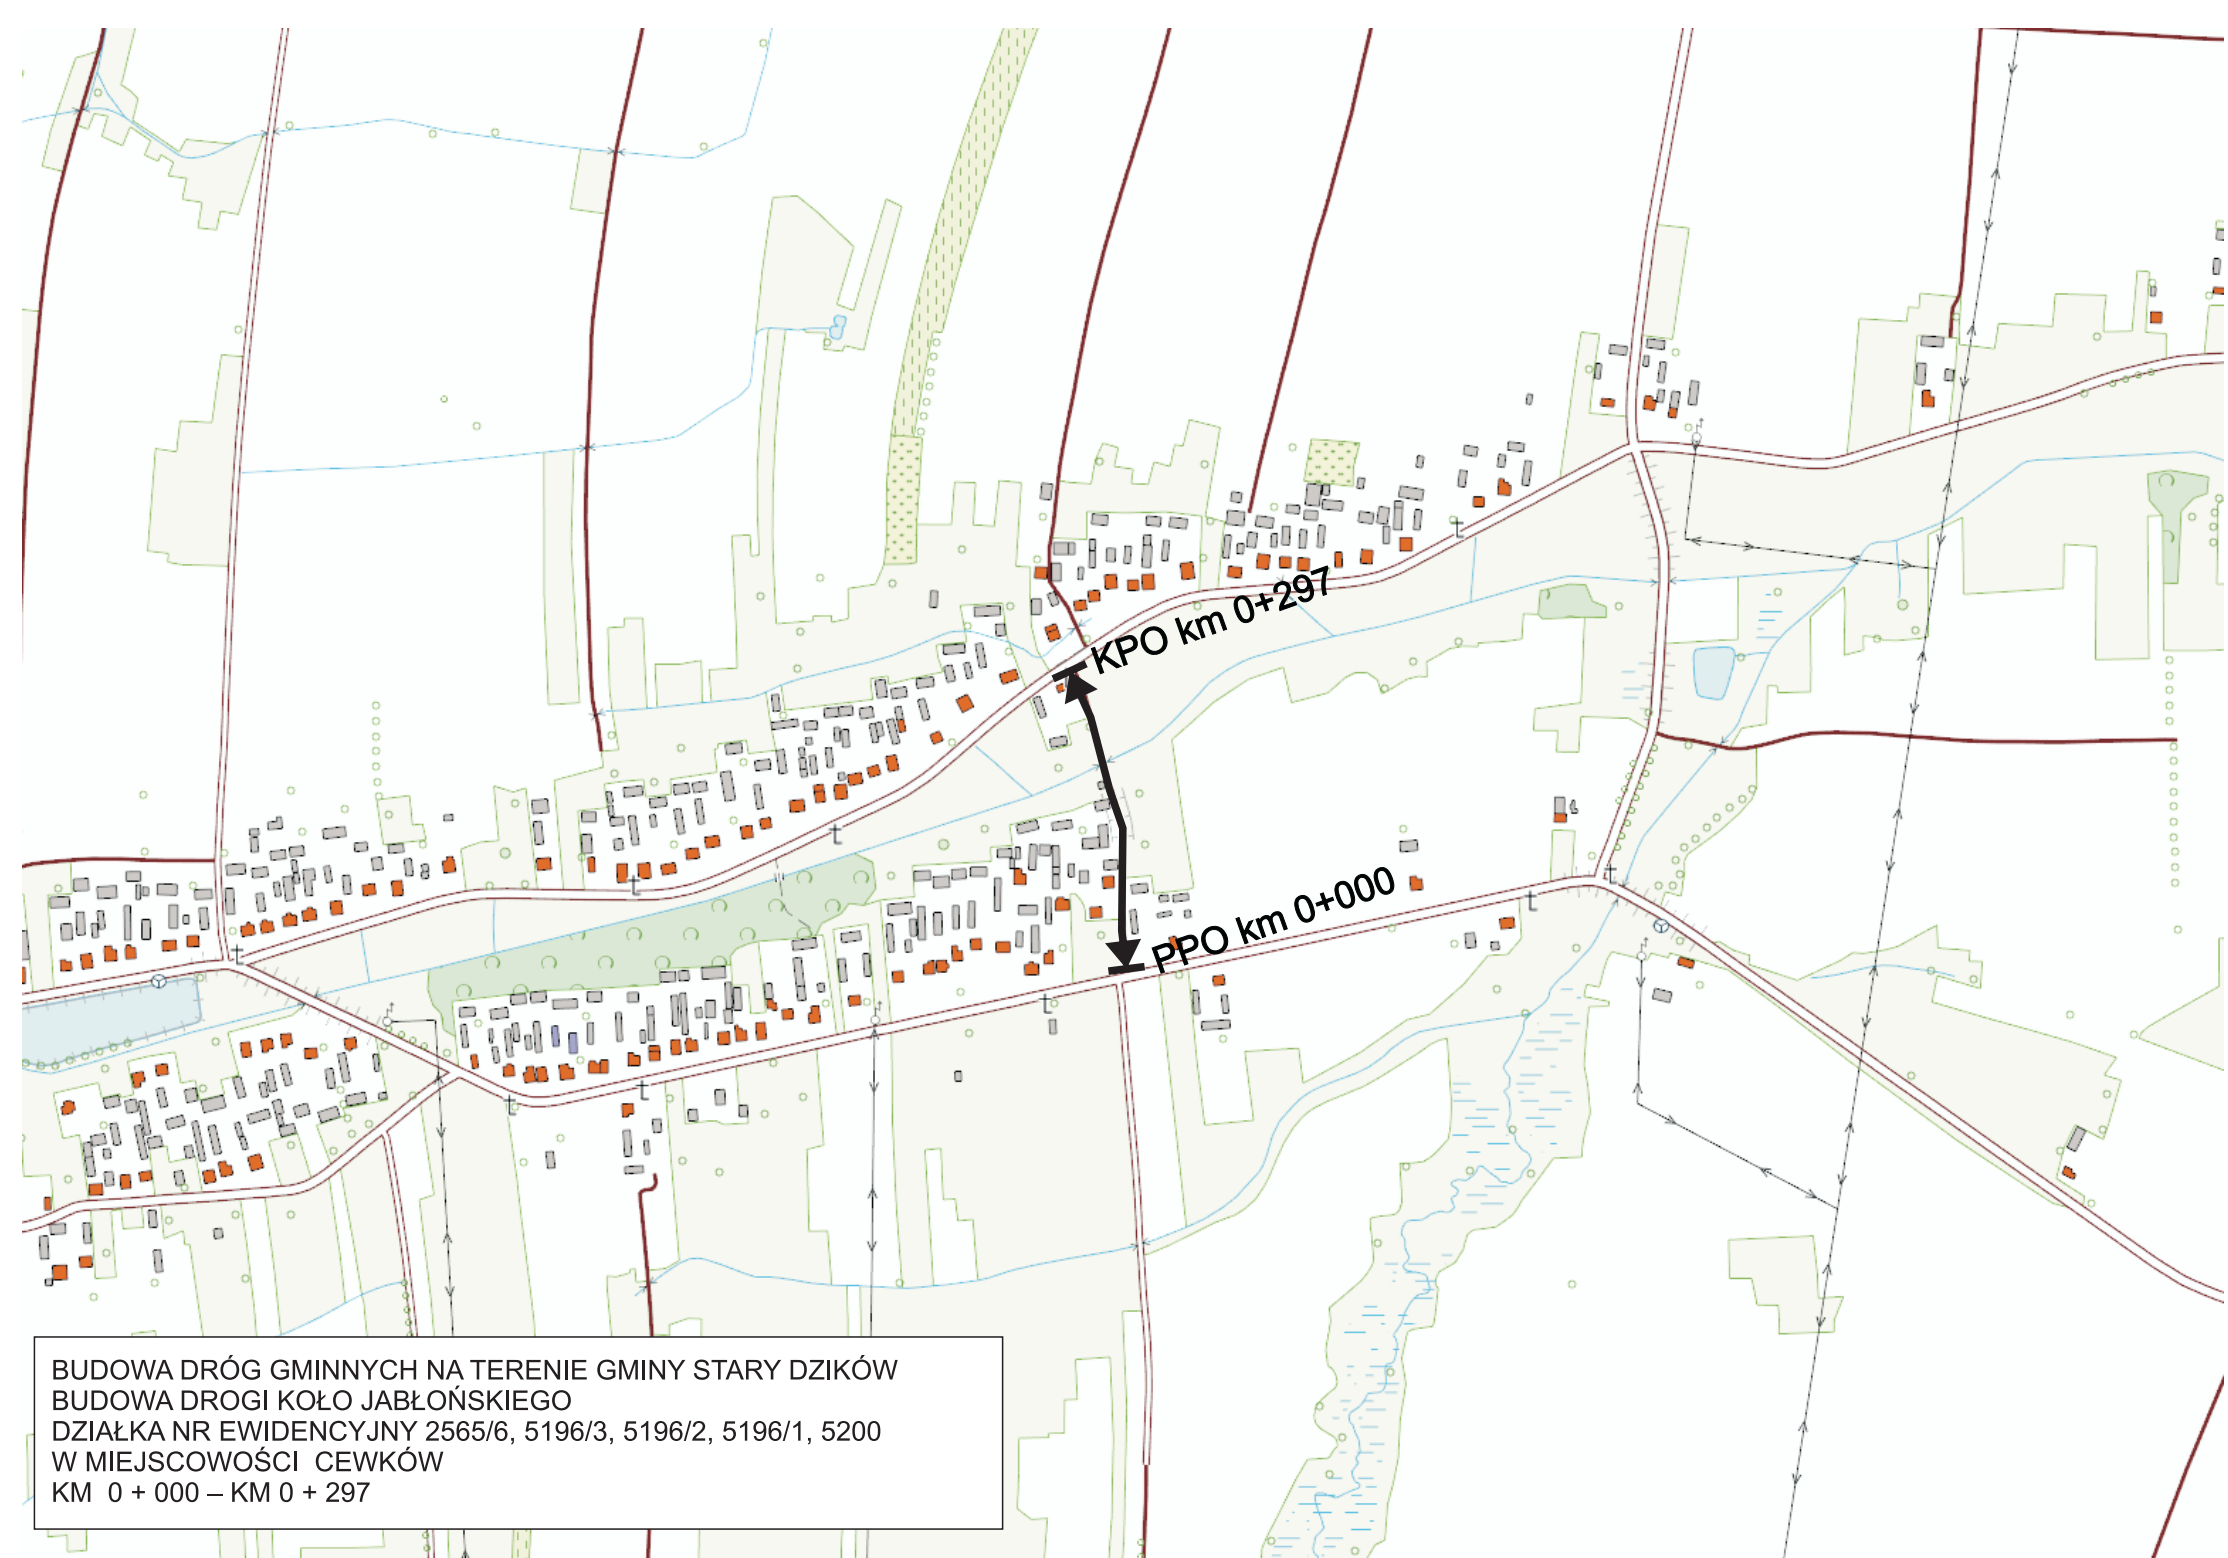 KPO km 0+297
PPO km 0+000
BUDOWA DRÓG GMINNYCH NA TERENIE GMINY STARY DZIKÓW
BUDOWA DROGI KOŁO JABŁOŃSKIEGO
DZIAŁKA NR EWIDENCYJNY 2565/6, 5196/3, 5196/2, 5196/1, 5200
W MIEJSCOWOŚCI CEWKÓW
KM 0 + 000 – KM 0 + 297